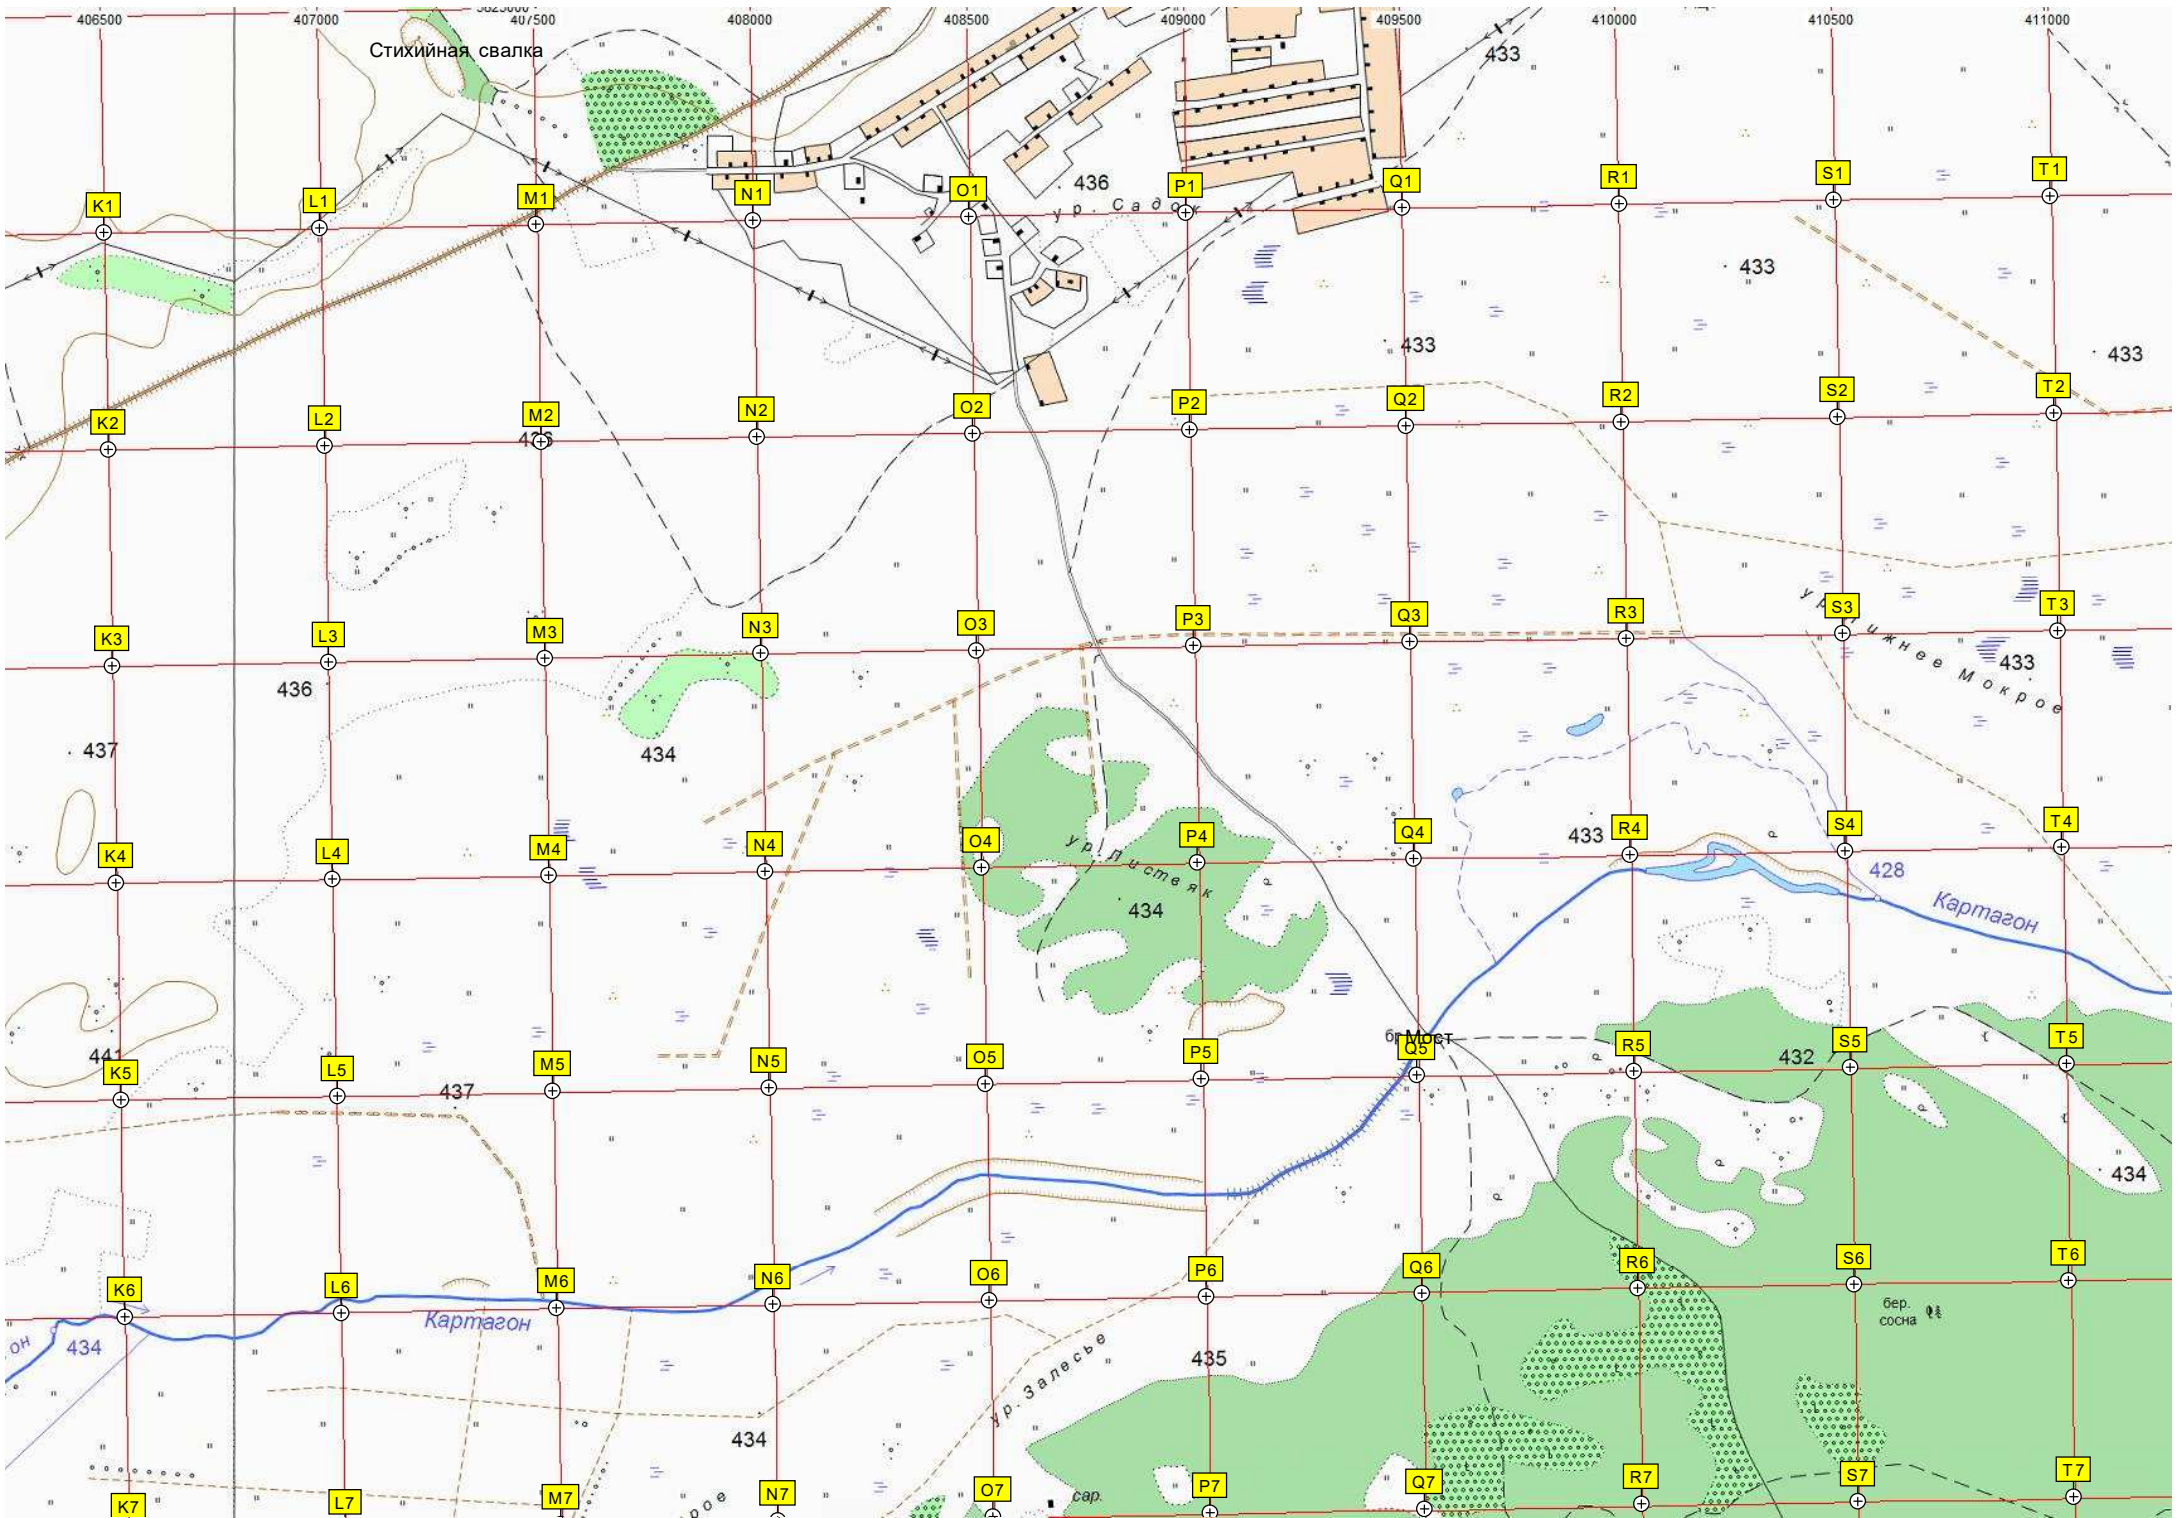 406500 407000 407500 408000 408500 409000 409500 410000 410500 411000
Стихийная свалка
433
K1 L1 M1 N1 O1 P1 Q1 R1 S1 T1
436
ур. Садок
433
433
433
K2 L2 M2 N2 O2 P2 Q2 R2 S2 T2
K3 L3 M3 N3 O3 P3 Q3 R3 S3 T3
436
433
437
434
K4 L4 M4 N4 O4 P4 Q4 R4 S4 T4
433
428
434
Картагон
441
Мост
432
K5 L5 M5 N5 O5 P5 Q5 R5 S5 T5
437
434
K6 L6 M6 N6 O6 P6 Q6 R6 S6 T6
Картагон
434
бер.
сосна
435
ур. Залесье
434
K7 L7 M7 N7 O7 P7 Q7 R7 S7 T7
сар.